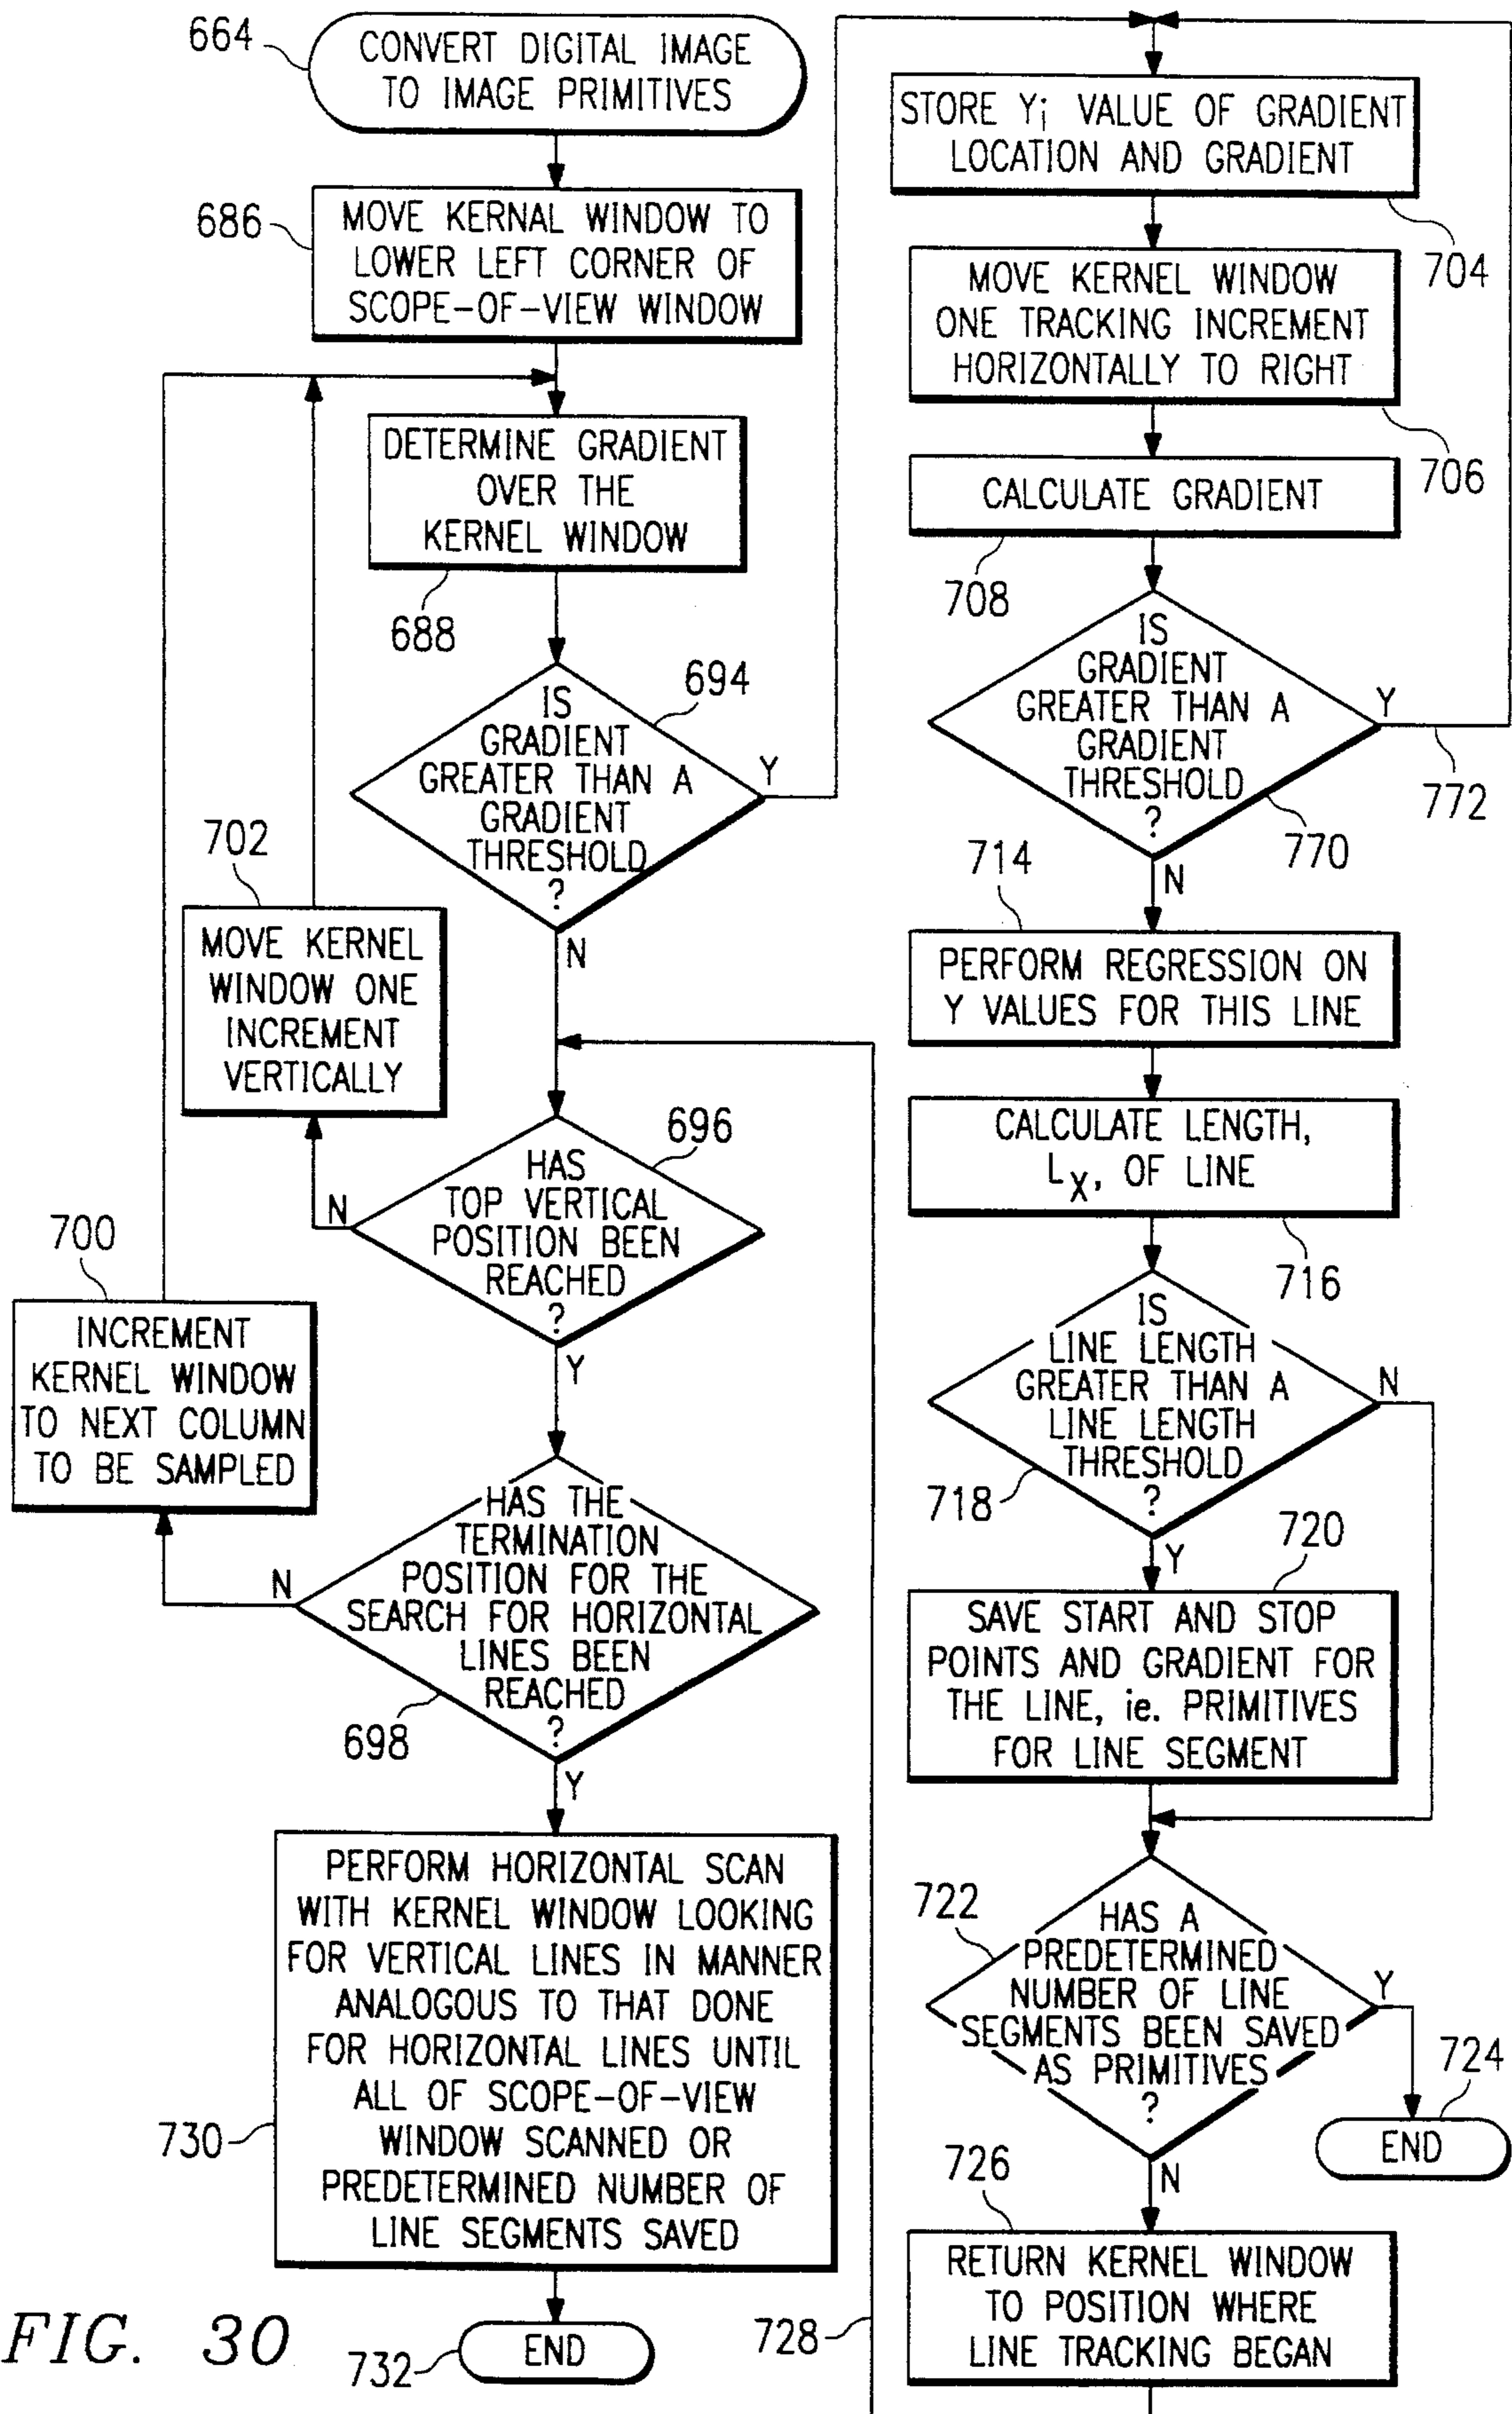 664
CONVERT DIGITAL IMAGE
TO IMAGE PRIMITIVES
686
MOVE KERNAL WINDOW TO
LOWER LEFT CORNER OF
SCOPE-OF-VIEW WINDOW
DETERMINE GRADIENT
OVER THE
KERNEL WINDOW
688
694
IS
GRADIENT
GREATER THAN A
GRADIENT
THRESHOLD
?
Y
N
702
MOVE KERNEL
WINDOW ONE
INCREMENT
VERTICALLY
696
HAS
TOP VERTICAL
POSITION BEEN
REACHED
?
N
Y
700
INCREMENT
KERNEL WINDOW
TO NEXT COLUMN
TO BE SAMPLED
HAS THE
TERMINATION
POSITION FOR THE
SEARCH FOR HORIZONTAL
LINES BEEN
REACHED
?
N
698
Y
PERFORM HORIZONTAL SCAN
WITH KERNEL WINDOW LOOKING
FOR VERTICAL LINES IN MANNER
ANALOGOUS TO THAT DONE
FOR HORIZONTAL LINES UNTIL
ALL OF SCOPE-OF-VIEW
WINDOW SCANNED OR
PREDETERMINED NUMBER OF
LINE SEGMENTS SAVED
730
END
732
FIG. 30
STORE Yi VALUE OF GRADIENT
LOCATION AND GRADIENT
704
MOVE KERNEL WINDOW
ONE TRACKING INCREMENT
HORIZONTALLY TO RIGHT
706
CALCULATE GRADIENT
708
IS
GRADIENT
GREATER THAN A
GRADIENT
THRESHOLD
?
Y
772
770
N
714
PERFORM REGRESSION ON
Y VALUES FOR THIS LINE
CALCULATE LENGTH,
LX, OF LINE
716
IS
LINE LENGTH
GREATER THAN A
LINE LENGTH
THRESHOLD
?
N
718
Y
720
SAVE START AND STOP
POINTS AND GRADIENT FOR
THE LINE, ie. PRIMITIVES
FOR LINE SEGMENT
722
HAS A
PREDETERMINED
NUMBER OF LINE
SEGMENTS BEEN SAVED
AS PRIMITIVES
?
Y
724
END
N
726
RETURN KERNEL WINDOW
TO POSITION WHERE
LINE TRACKING BEGAN
728